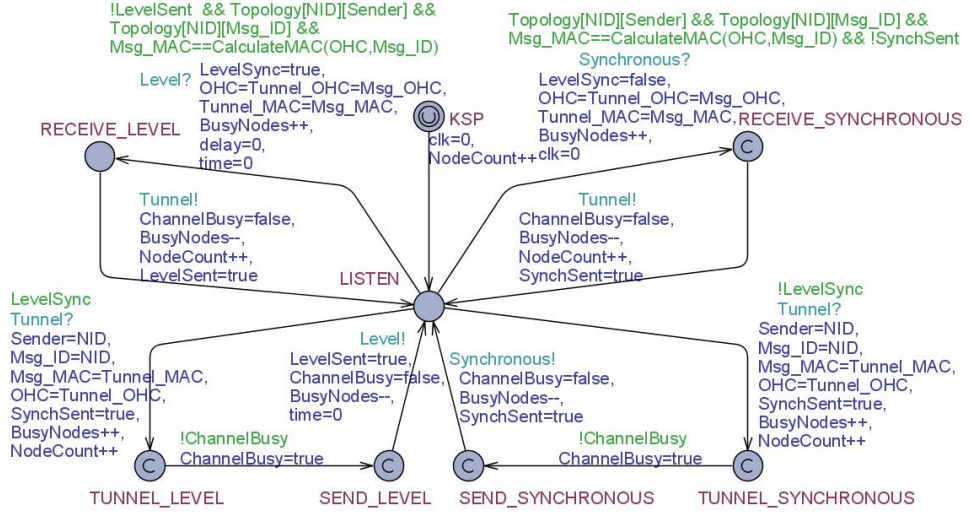 !LevelSent && Topology[NID][Sender] &&
Topology[NID][Msg_ID] &&
Msg_MAC==CalculateMAC(OHC,Msg_ID)
Level?
LevelSync=true,
OHC=Tunnel_OHC=Msg_OHC,
Tunnel_MAC=Msg_MAC,
BusyNodes++,
delay=0,
time=0
RECEIVE_LEVEL
KSP
clk=0,
NodeCount++
Topology[NID][Sender] && Topology[NID][Msg_ID] &&
Msg_MAC==CalculateMAC(OHC,Msg_ID) && !SynchSent
Synchronous?
LevelSync=false,
OHC=Tunnel_OHC=Msg_OHC,
Tunnel_MAC=Msg_MAC,
BusyNodes++,
clk=0
RECEIVE_SYNCHRONOUS
Tunnel!
ChannelBusy=false,
BusyNodes--,
NodeCount++,
LevelSent=true
Tunnel!
ChannelBusy=false,
BusyNodes--,
NodeCount++,
SynchSent=true
LISTEN
LevelSync
Tunnel?
Sender=NID,
Msg_ID=NID,
Msg_MAC=Tunnel_MAC,
OHC=Tunnel_OHC,
SynchSent=true,
BusyNodes++,
NodeCount++
Level!
LevelSent=true,
ChannelBusy=false,
BusyNodes--,
time=0
Synchronous!
ChannelBusy=false,
BusyNodes--,
SynchSent=true
!LevelSync
Tunnel?
Sender=NID,
Msg_ID=NID,
Msg_MAC=Tunnel_MAC,
OHC=Tunnel_OHC,
SynchSent=true,
BusyNodes++,
NodeCount++
!ChannelBusy
ChannelBusy=true
!ChannelBusy
ChannelBusy=true
C
C
C
C
C
TUNNEL_LEVEL
SEND_LEVEL
SEND_SYNCHRONOUS
TUNNEL_SYNCHRONOUS